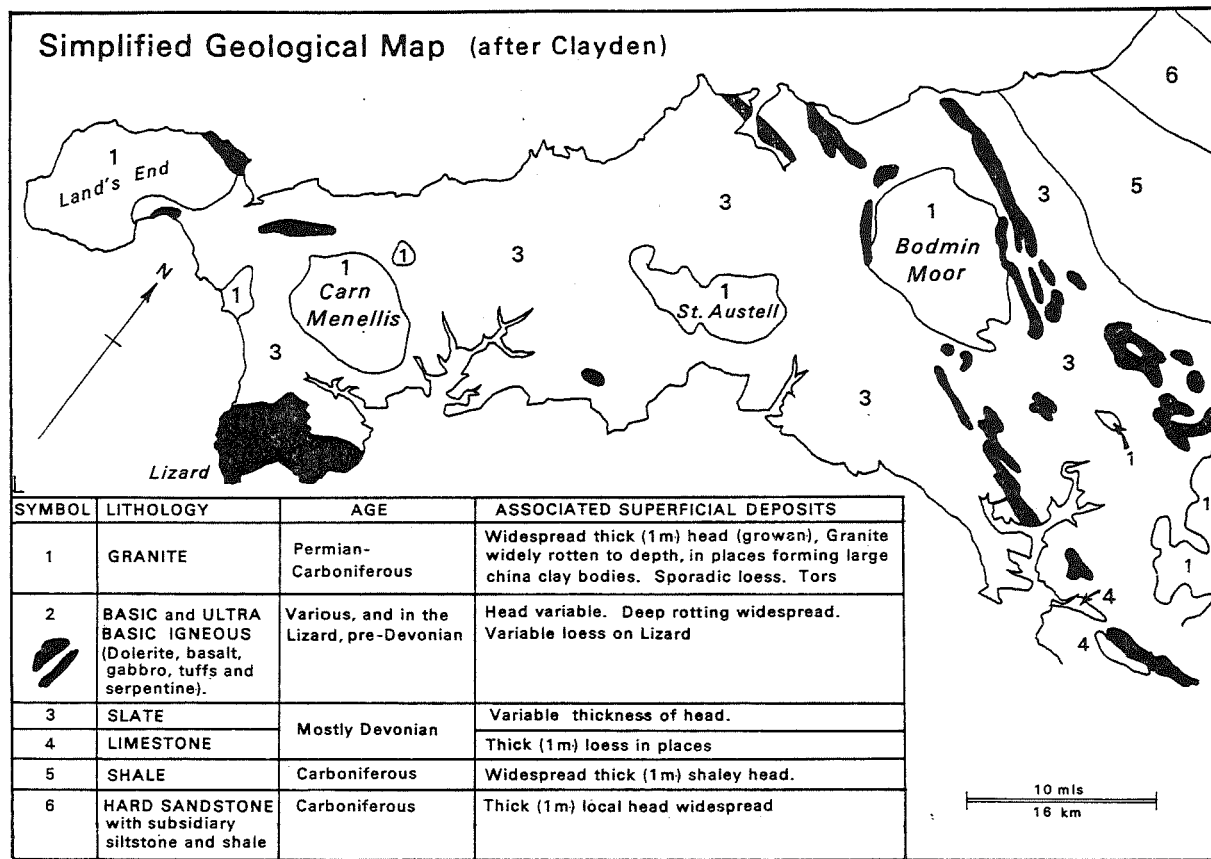 Simplified Geological Map (after Clayden)
6
1
Land's End
5
3
3
1
Bodmin
Moor
N
1
3
1
Carn
Menellis
1
1
St. Austell
3
3
3
Lizard
1
1
1
4
4
L
SYMBOL LITHOLOGY AGE ASSOCIATED SUPERFICIAL DEPOSITS
1 GRANITE Permian-
Carboniferous
Widespread thick (1m) head (growan), Granite
widely rotten to depth, in places forming large
china clay bodies. Sporadic loess. Tors
2 BASIC and ULTRA
BASIC IGNEOUS
(Dolerite, basalt,
gabbro, tuffs and
serpentine).
Various, and in the
Lizard, pre-Devonian
Head variable. Deep rotting widespread.
Variable loess on Lizard
3 SLATE Mostly Devonian Variable thickness of head.
4 LIMESTONE Thick (1m) loess in places
5 SHALE Carboniferous Widespread thick (1m) shaley head.
6 HARD SANDSTONE
with subsidiary
siltstone and shale
Carboniferous Thick (1m) local head widespread
10 mls
16 km